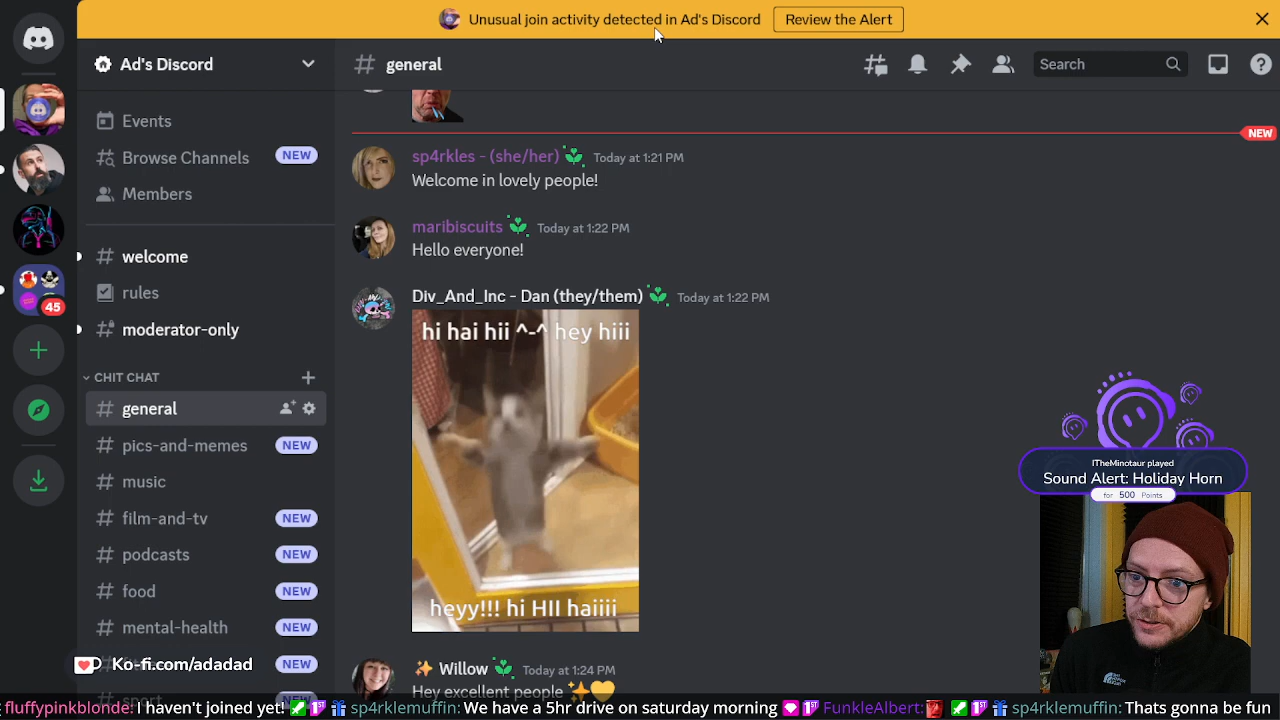 Unusual join activity detected in Ad's Discord
Review the Alert
Ad's Discord
general
Search
Events
Browse Channels
NEW
Members
welcome
rules
moderator-only
CHIT CHAT
general
pics-and-memes
NEW
music
film-and-tv
NEW
podcasts
NEW
food
NEW
mental-health
NEW
Ko-fi.com/adadad
NEW
sport
NEW
45
NEW
sp4rkles - (she/her) Today at 1:21 PM
Welcome in lovely people!
maribiscuits Today at 1:22 PM
Hello everyone!
Div_And_Inc - Dan (they/them) Today at 1:22 PM
hi hai hii ^-^ hey hiii
heyy!!! hi HII haiiii
Willow Today at 1:24 PM
Hey excellent people
ITheMinotaur played
Sound Alert: Holiday Horn
for 500 Points
fluffypinkblonde: I haven't joined yet! sp4rklemuffin: We have a 5hr drive on saturday morning FunkleAlbert: sp4rklemuffin: Thats gonna be fun